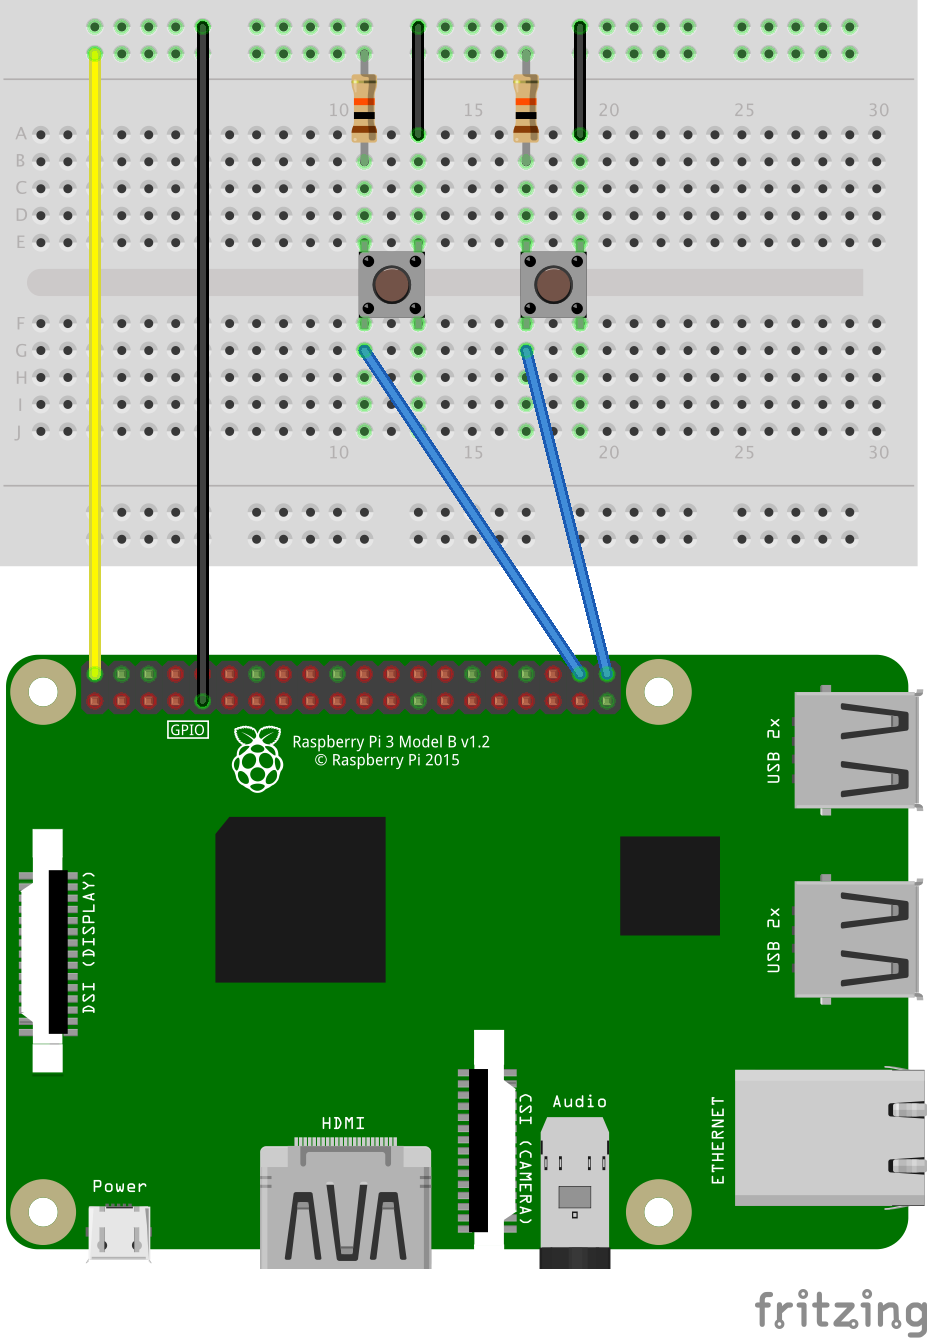 10 15 20 25 30
A
B
C
D
E
F
G
H
I
J
10 15 20 25 30
GPIO
Raspberry Pi 3 Model B v1.2
© Raspberry Pi 2015
USB 2x
USB 2x
DSI (DISPLAY)
CSI (CAMERA)
Audio
ETHERNET
HDMI
Power
fritzing